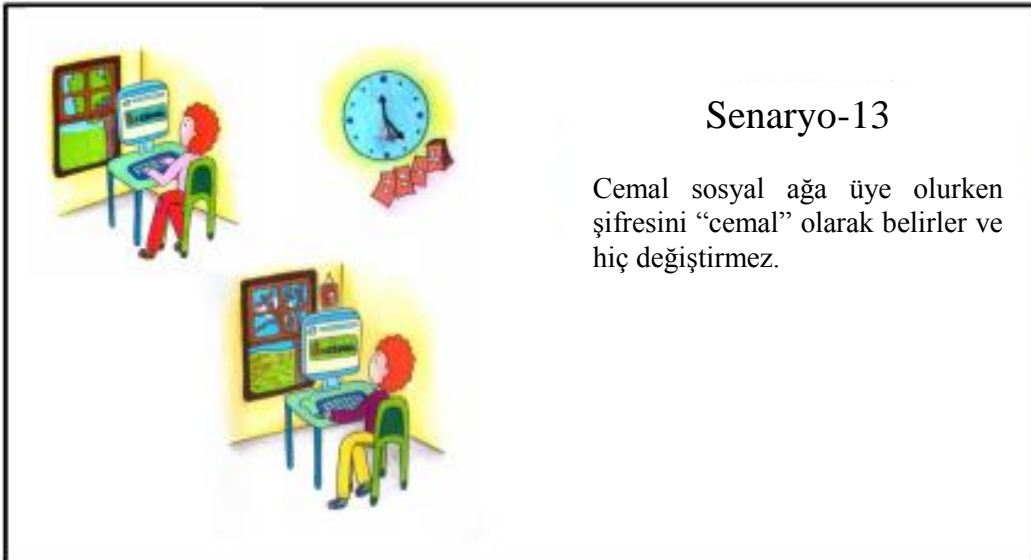 Senaryo-13
Cemal sosyal ağa üye olurken
şifresini “cemal” olarak belirler ve
hiç değiştirmez.